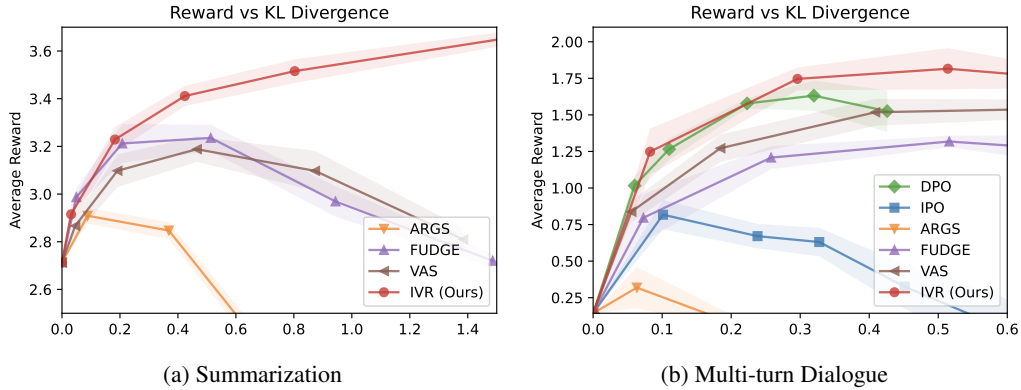 Reward vs KL Divergence
Average Reward
3.6
3.4
3.2
3.0
2.8
2.6
0.0 0.2 0.4 0.6 0.8 1.0 1.2 1.4
ARGS
FUDGE
VAS
IVR (Ours)
(a) Summarization
Reward vs KL Divergence
Average Reward
2.00
1.75
1.50
1.25
1.00
0.75
0.50
0.25
0.0 0.1 0.2 0.3 0.4 0.5 0.6
DPO
IPO
ARGS
FUDGE
VAS
IVR (Ours)
(b) Multi-turn Dialogue